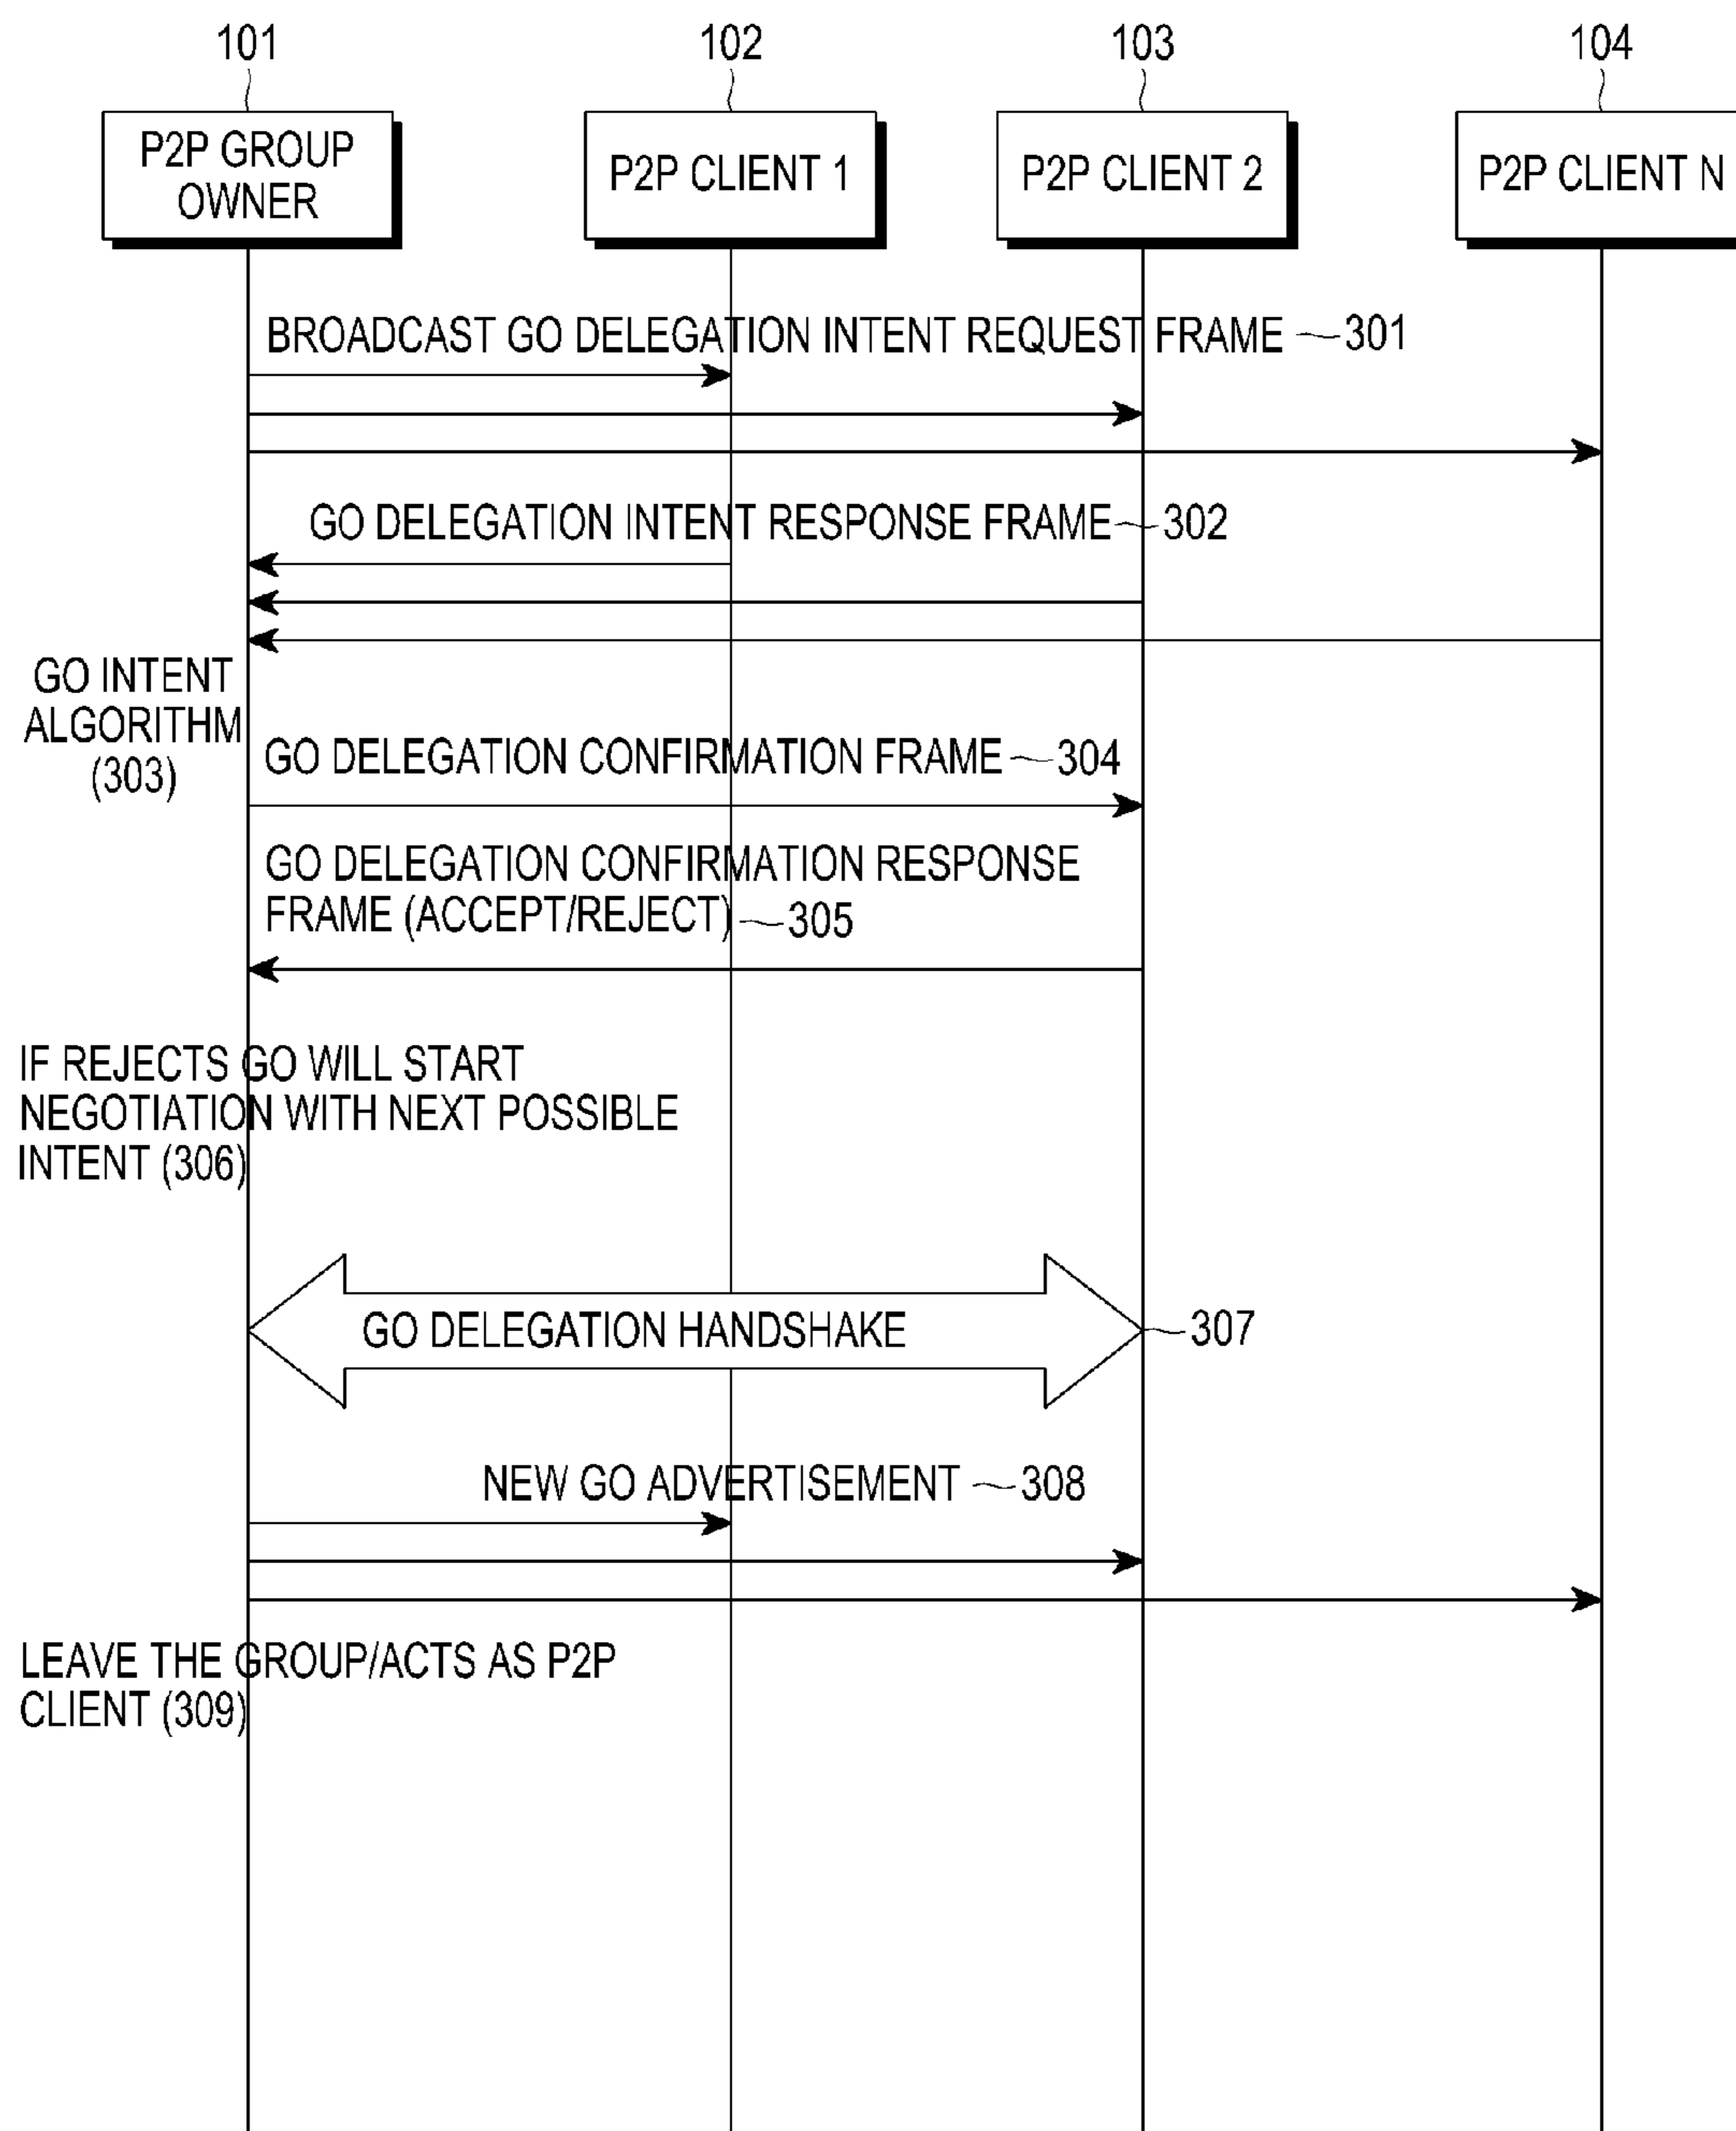 101
102
103
104
P2P GROUP
OWNER
P2P CLIENT 1
P2P CLIENT 2
P2P CLIENT N
BROADCAST GO DELEGATION INTENT REQUEST FRAME 301
GO DELEGATION INTENT RESPONSE FRAME 302
GO INTENT
ALGORITHM
(303)
GO DELEGATION CONFIRMATION FRAME 304
GO DELEGATION CONFIRMATION RESPONSE
FRAME (ACCEPT/REJECT) 305
IF REJECTS GO WILL START
NEGOTIATION WITH NEXT POSSIBLE
INTENT (306)
GO DELEGATION HANDSHAKE 307
NEW GO ADVERTISEMENT 308
LEAVE THE GROUP/ACTS AS P2P
CLIENT (309)